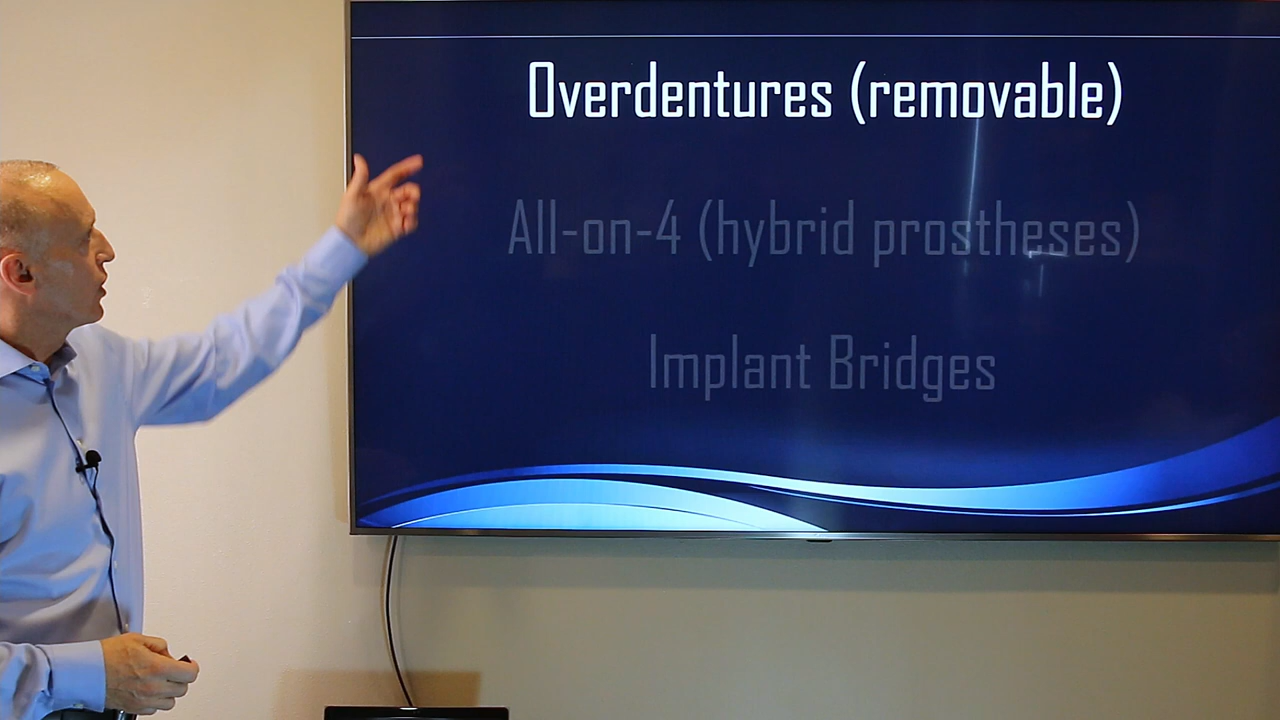 Overdentures (removable)
All-on-4 (hybrid prostheses)
Implant Bridges